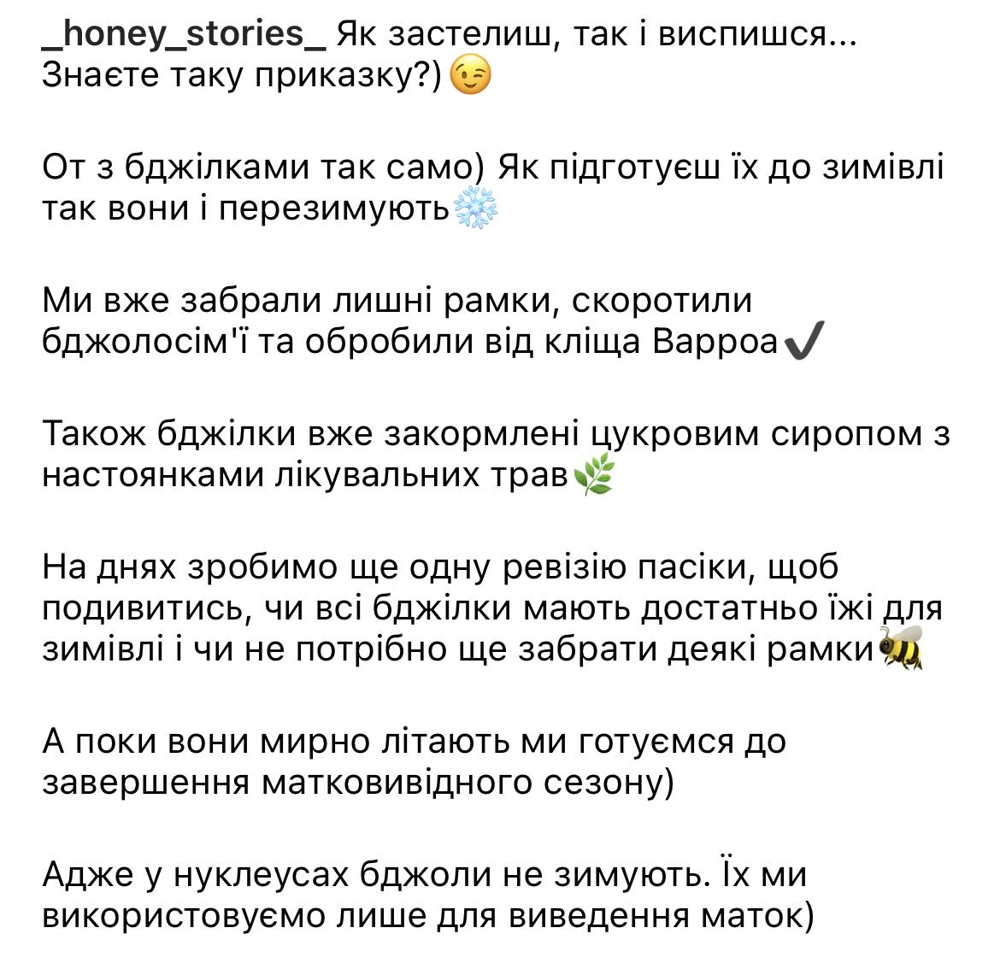 _honey_stories_ Як застелиш, так і виспишся...
Знаєте таку приказку?)😉
От з бджілками так само) Як підготуєш їх до зимівлі
так вони і перезимують❄️
Ми вже забрали лишні рамки, скоротили
бджолосім'ї та обробили від кліща Варроа✔️
Також бджілки вже закормлені цукровим сиропом з
настоянками лікувальних трав🌿
На днях зробимо ще одну ревізію пасіки, щоб
подивитись, чи всі бджілки мають достатньо їжі для
зимівлі і чи не потрібно ще забрати деякі рамки🐝
А поки вони мирно літають ми готуємся до
завершення матковивідного сезону)
Адже у нуклеусах бджоли не зимують. Їх ми
використовуємо лише для виведення маток)